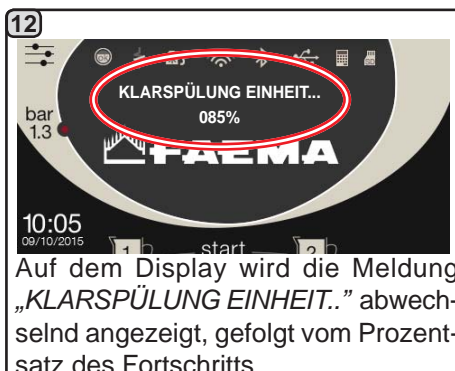 12
KLARSPÜLUNG EINHEIT...
085%
bar
1.3
FAEMA
10:05
09/10/2015
1 start 2
Auf dem Display wird die Meldung
„KLARSPÜLUNG EINHEIT..” abwech-
selnd angezeigt, gefolgt vom Prozent-
satz des Fortschritts